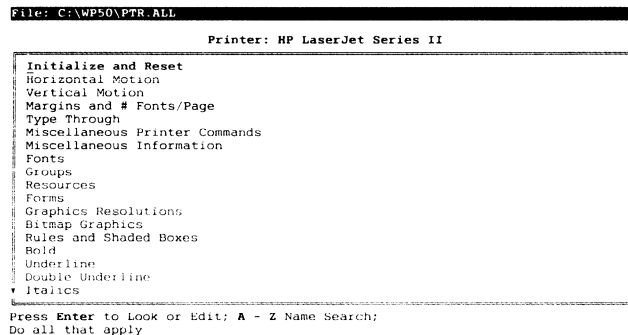 File: C:\WP50\PTR.ALL
Printer: HP LaserJet Series II
Initialize and Reset
Horizontal Motion
Vertical Motion
Margins and # Fonts/Page
Type Through
Miscellaneous Printer Commands
Miscellaneous Information
Fonts
Groups
Resources
Forms
Graphics Resolutions
Bitmap Graphics
Rules and Shaded Boxes
Bold
Underline
Double Underline
Italics
Press Enter to Look or Edit; A - Z Name Search;
Do all that apply